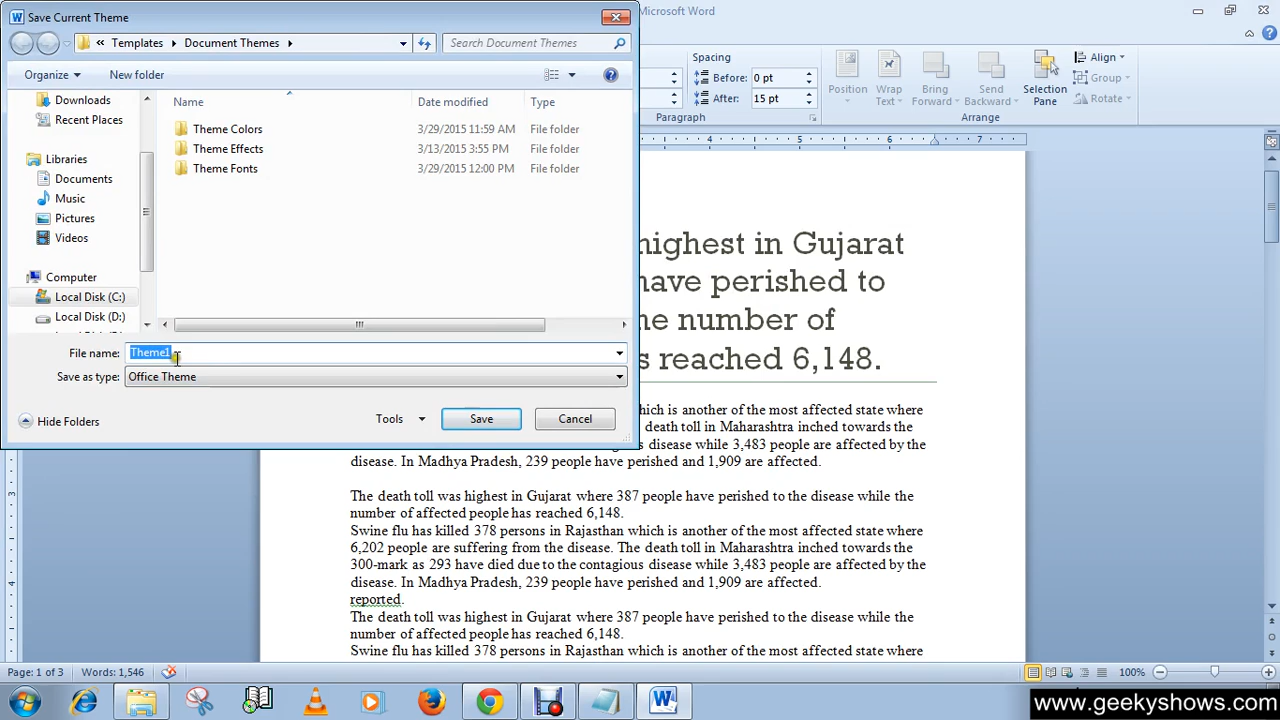 Save Current Theme
Microsoft Word
« Templates Document Themes
Search Document Themes
Organize
New folder
Downloads
Recent Places
Libraries
Documents
Music
Pictures
Videos
Computer
Local Disk (C:)
Local Disk (D:)
Name Date modified Type
Theme Colors 3/29/2015 11:59 AM File folder
Theme Effects 3/13/2015 3:55 PM File folder
Theme Fonts 3/29/2015 12:00 PM File folder
File name: Theme1
Save as type: Office Theme
Hide Folders
Tools Save Cancel
Spacing
Before: 0 pt
After: 15 pt
Paragraph
Position
Wrap Text
Bring Forward
Send Backward
Selection Pane
Align
Group
Rotate
Arrange
4 5 6 7
highest in Gujarat
have perished to
ne number of
s reached 6,148.
hich is another of the most affected state where
death toll in Maharashtra inched towards the
gious disease while 3,483 people are affected by the
disease. In Madhya Pradesh, 239 people have perished and 1,909 are affected.
The death toll was highest in Gujarat where 387 people have perished to the disease while the
number of affected people has reached 6,148.
Swine flu has killed 378 persons in Rajasthan which is another of the most affected state where
6,202 people are suffering from the disease. The death toll in Maharashtra inched towards the
300-mark as 293 have died due to the contagious disease while 3,483 people are affected by the
disease. In Madhya Pradesh, 239 people have perished and 1,909 are affected.
reported.
The death toll was highest in Gujarat where 387 people have perished to the disease while the
number of affected people has reached 6,148.
Swine flu has killed 378 persons in Rajasthan which is another of the most affected state where
3
4
Page: 1 of 3 Words: 1,546
100%
www.geekyshows.com